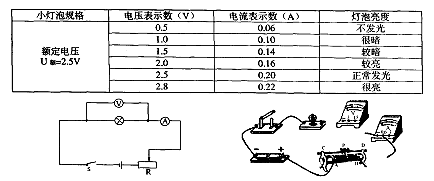 小灯泡规格 电压表示数（V） 电流表示数（A） 灯泡亮度
额定电压
U 额=2.5V
0.5 0.06 不发光
1.0 0.10 很暗
1.5 0.14 较暗
2.0 0.16 较亮
2.5 0.20 正常发光
2.8 0.22 很亮
V
A
S
R
− +
C
P
D